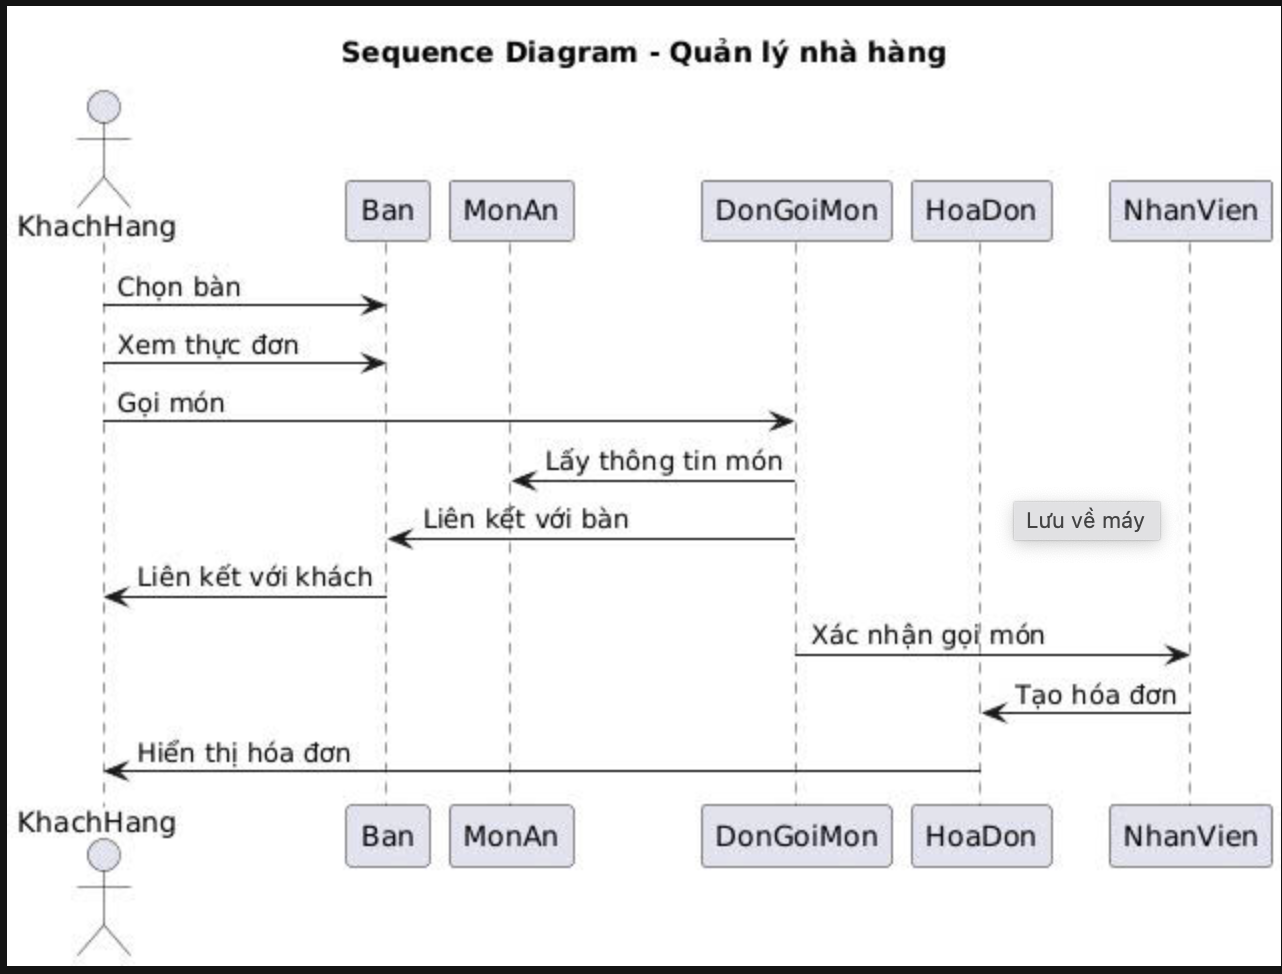 Sequence Diagram - Quản lý nhà hàng
KhachHang
Ban
MonAn
DonGoiMon
HoaDon
NhanVien
Chọn bàn
Xem thực đơn
Gọi món
Lấy thông tin món
Liên kết với bàn
Lưu về máy
Liên kết với khách
Xác nhận gọi món
Tạo hóa đơn
Hiển thị hóa đơn
KhachHang
Ban
MonAn
DonGoiMon
HoaDon
NhanVien